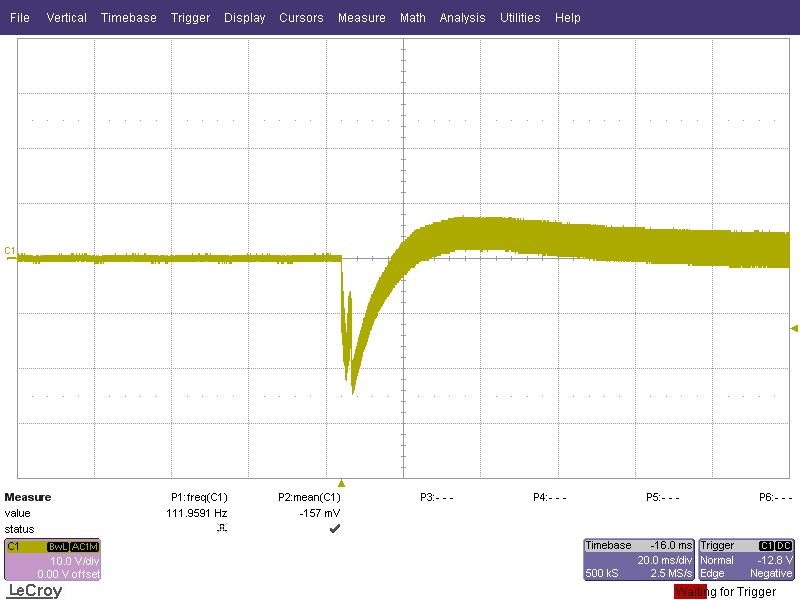 File Vertical Timebase Trigger Display Cursors Measure Math Analysis Utilities Help
C1
Measure P1:freq(C1) P2:mean(C1) P3:- - - P4:- - - P5:- - - P6:- - -
value 111.9591 Hz -157 mV
status
C1 BwL AC1M
10.0 V/div
0.00 V offset
Timebase -16.0 ms
20.0 ms/div
500 kS 2.5 MS/s
Trigger C1 DC
Normal -12.8 V
Edge Negative
LeCroy
Waiting for Trigger